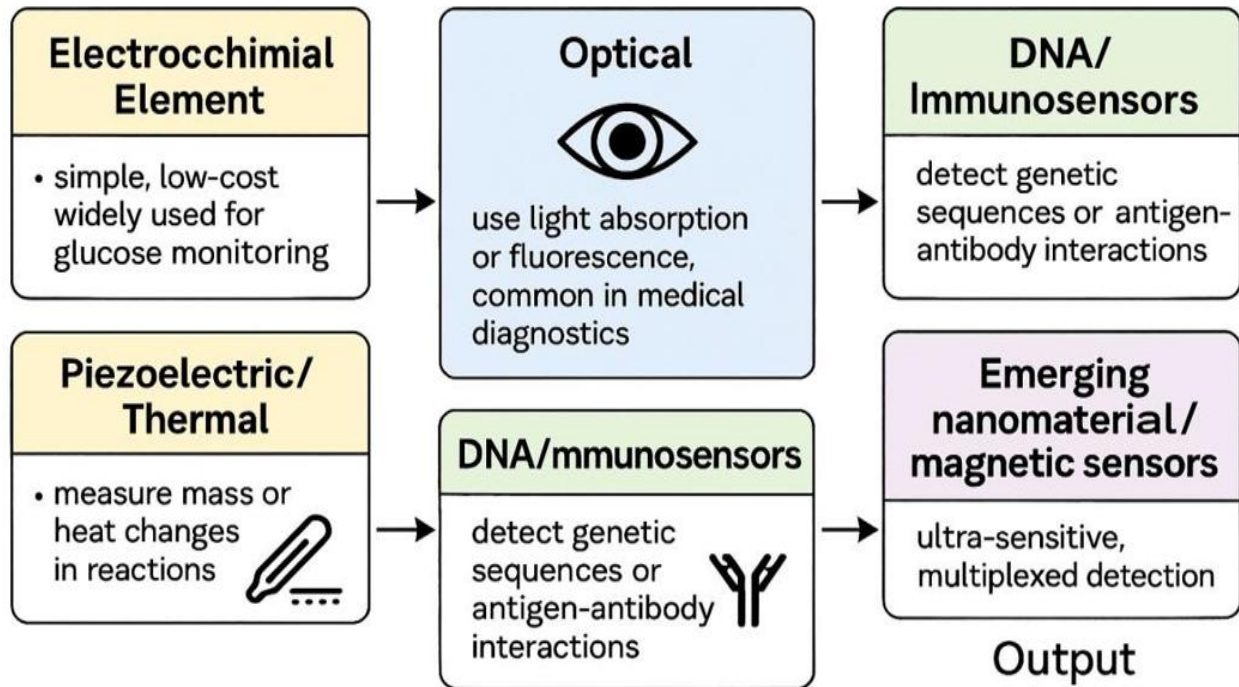 Electrocchimial
Element
• simple, low-cost
widely used for
glucose monitoring
Optical
use light absorption
or fluorescence,
common in medical
diagnostics
DNA/
Immunosensors
detect genetic
sequences or antigen-
antibody interactions
Piezoelectric/
Thermal
• measure mass or
heat changes
in reactions
DNA/mmunosensors
detect genetic
sequences or
antigen-antibody
interactions
Emerging
nanomaterial/
magnetic sensors
ultra-sensitive,
multiplexed detection
Output